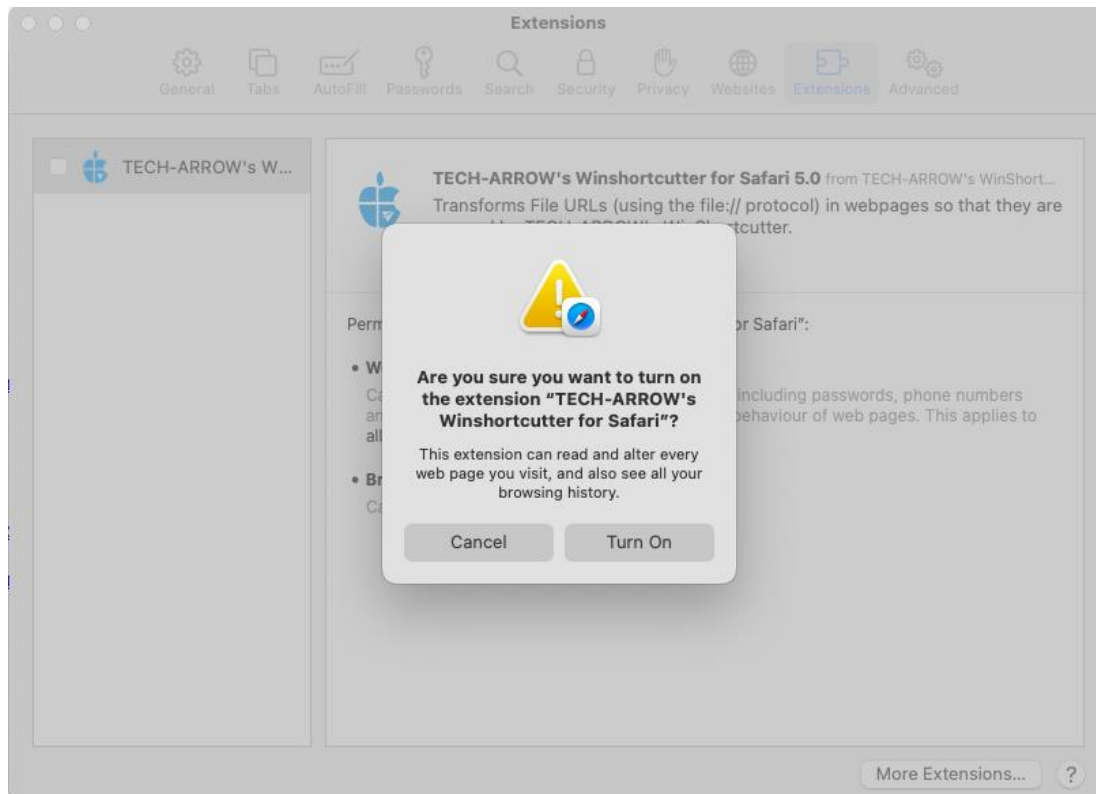 Extensions
General Tabs AutoFill Passwords Search Security Privacy Websites Extensions Advanced
TECH-ARROW's W...
TECH-ARROW's Winshortcutter for Safari 5.0 from TECH-ARROW's WinShort...
Transforms File URLs (using the file:// protocol) in webpages so that they are
tcutter.
or Safari":
including passwords, phone numbers
behaviour of web pages. This applies to
Are you sure you want to turn on
the extension “TECH-ARROW's
Winshortcutter for Safari”?
This extension can read and alter every
web page you visit, and also see all your
browsing history.
Cancel Turn On
More Extensions... ?